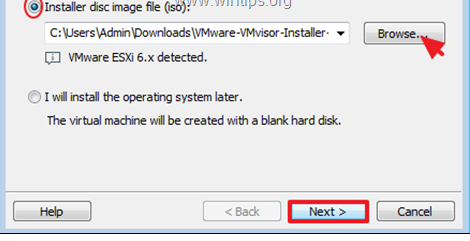 www.wintips.org
Installer disc image file (iso):
C:\Users\Admin\Downloads\VMware-VMvisor-Installer-
Browse...
VMware ESXi 6.x detected.
I will install the operating system later.
The virtual machine will be created with a blank hard disk.
Help
< Back
Next >
Cancel